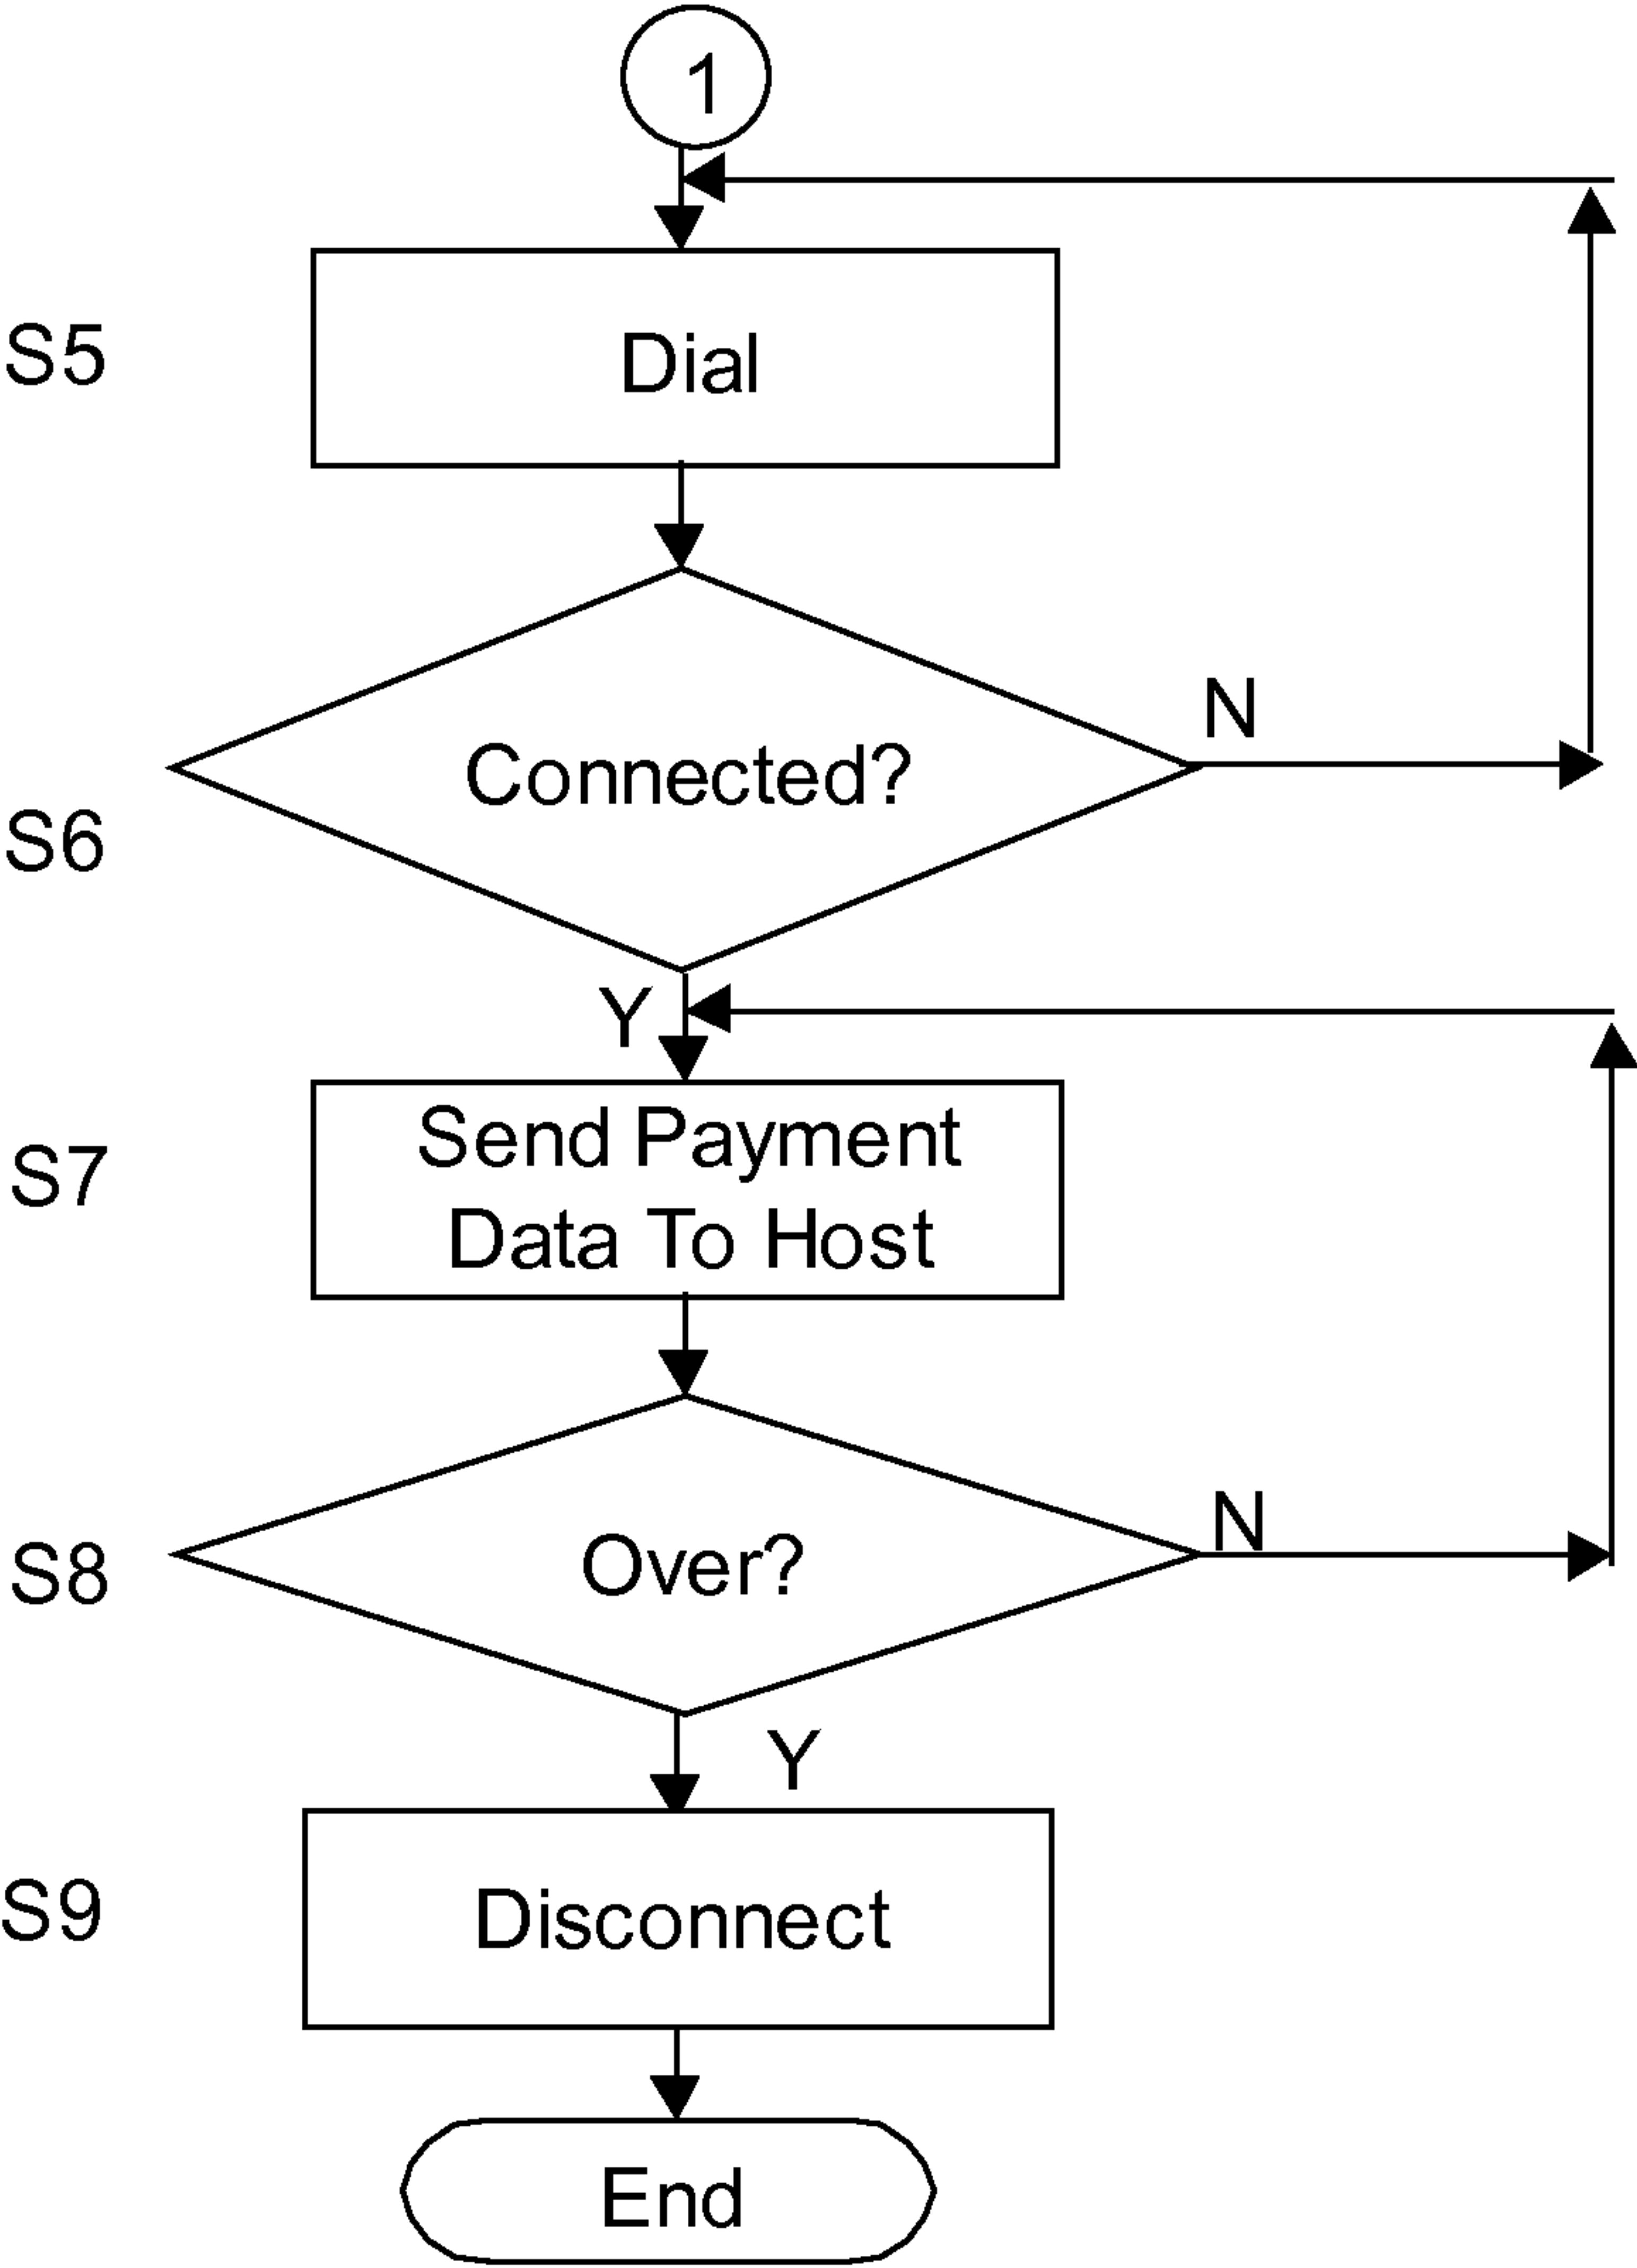 1
S5
Dial
N
Connected?
S6
Y
Send Payment
S7
Data To Host
N
Over?
S8
Y
S9
Disconnect
End